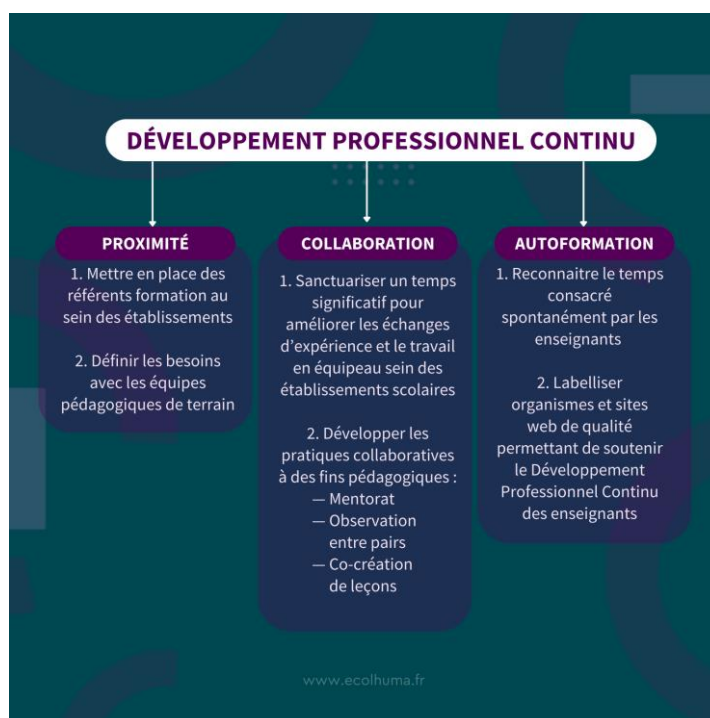 DÉVELOPPEMENT PROFESSIONNEL CONTINU
PROXIMITÉ
1. Mettre en place des
référents formation au
sein des établissements
2. Définir les besoins
avec les équipes
pédagogiques de terrain
COLLABORATION
1. Sanctuariser un temps
significatif pour
améliorer les échanges
d'expérience et le travail
en équipeau sein des
établissements scolaires
2. Développer les
pratiques collaboratives
à des fins pédagogiques :
— Mentorat
— Observation
entre pairs
— Co-création
de leçons
AUTOFORMATION
1. Reconnaitre le temps
consacré
spontanément par les
enseignants
2. Labelliser
organismes et sites
web de qualité
permettant de soutenir
le Développement
Professionnel Continu
des enseignants
www.ecolhuma.fr